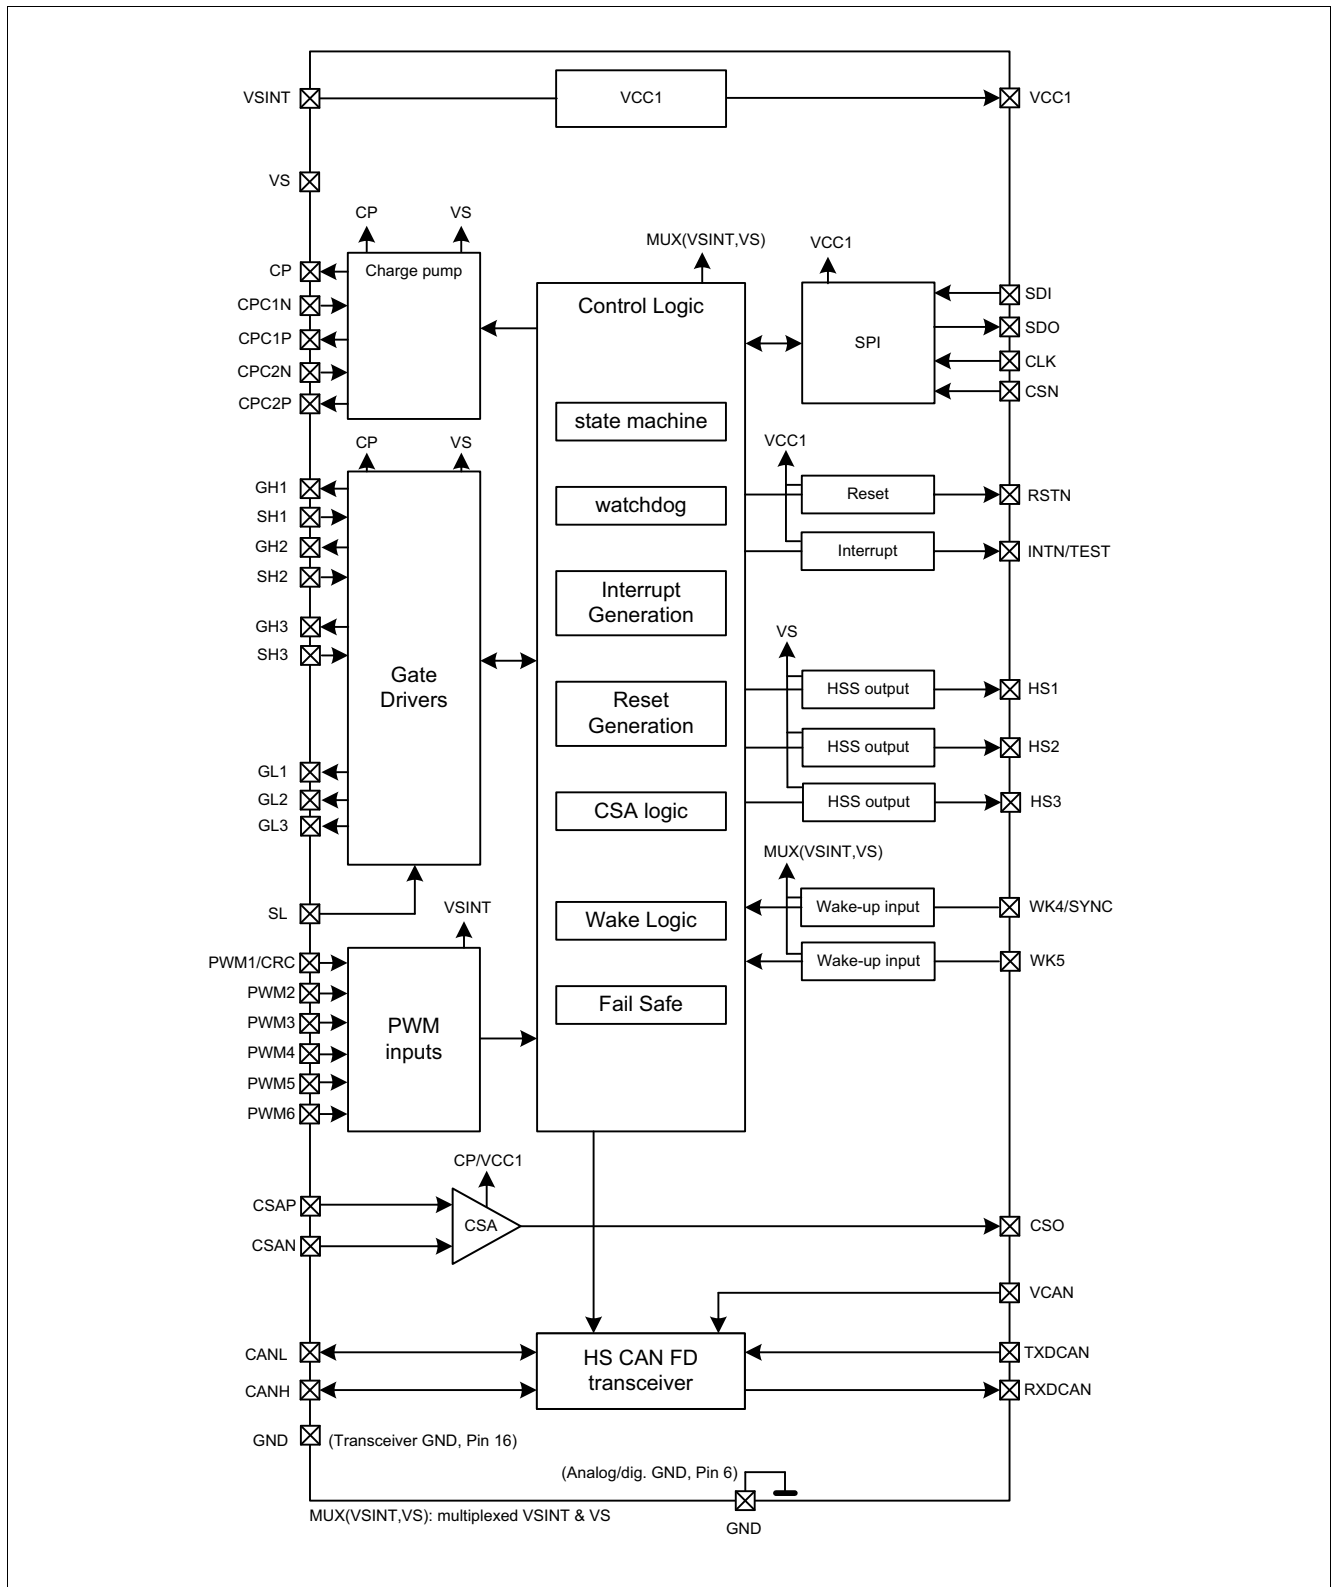 VSINT
VCC1
VCC1
VS
CP
VS
MUX(VSINT,VS)
VCC1
CP
Charge pump
CPC1N
CPC1P
CPC2N
CPC2P
Control Logic
SPI
SDI
SDO
CLK
CSN
state machine
CP
VS
VCC1
GH1
SH1
GH2
SH2
GH3
SH3
Gate
Drivers
GL1
GL2
GL3
SL
watchdog
Reset
RSTN
Interrupt
INTN/TEST
Interrupt
Generation
VS
Reset
Generation
HSS output
HS1
HSS output
HS2
HSS output
HS3
CSA logic
MUX(VSINT,VS)
Wake Logic
Wake-up input
WK4/SYNC
Wake-up input
WK5
VSINT
PWM1/CRC
PWM2
PWM3
PWM4
PWM5
PWM6
PWM
inputs
Fail Safe
CP/VCC1
CSAP
CSAN
CSA
CSO
VCAN
CANL
CANH
HS CAN FD
transceiver
TXDCAN
RXDCAN
GND
(Transceiver GND, Pin 16)
(Analog/dig. GND, Pin 6)
MUX(VSINT,VS): multiplexed VSINT & VS
GND